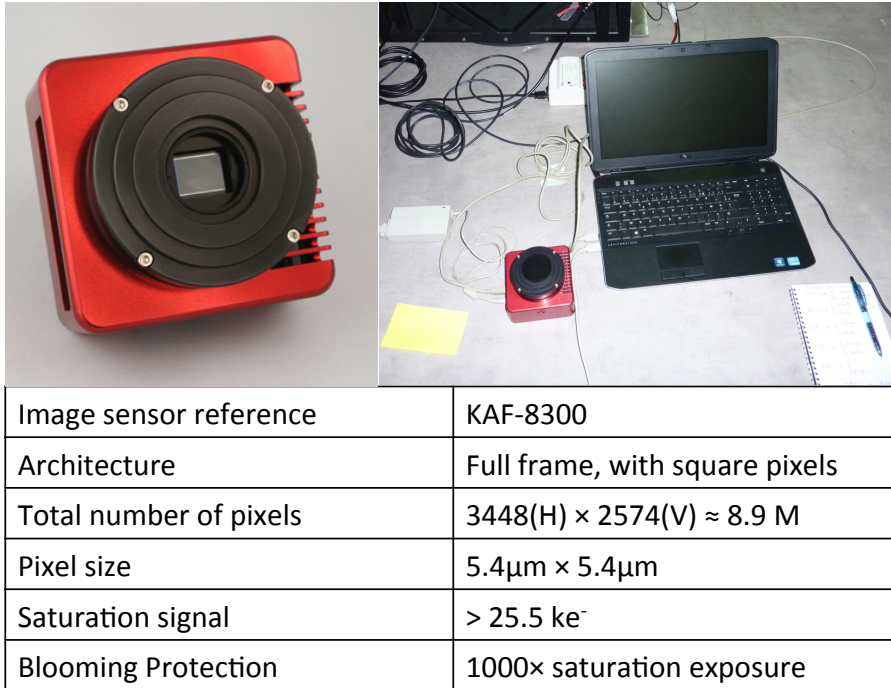 Image sensor reference KAF-8300
Architecture Full frame, with square pixels
Total number of pixels 3448(H) × 2574(V) ≈ 8.9 M
Pixel size 5.4μm × 5.4μm
Saturation signal > 25.5 ke⁻
Blooming Protection 1000× saturation exposure